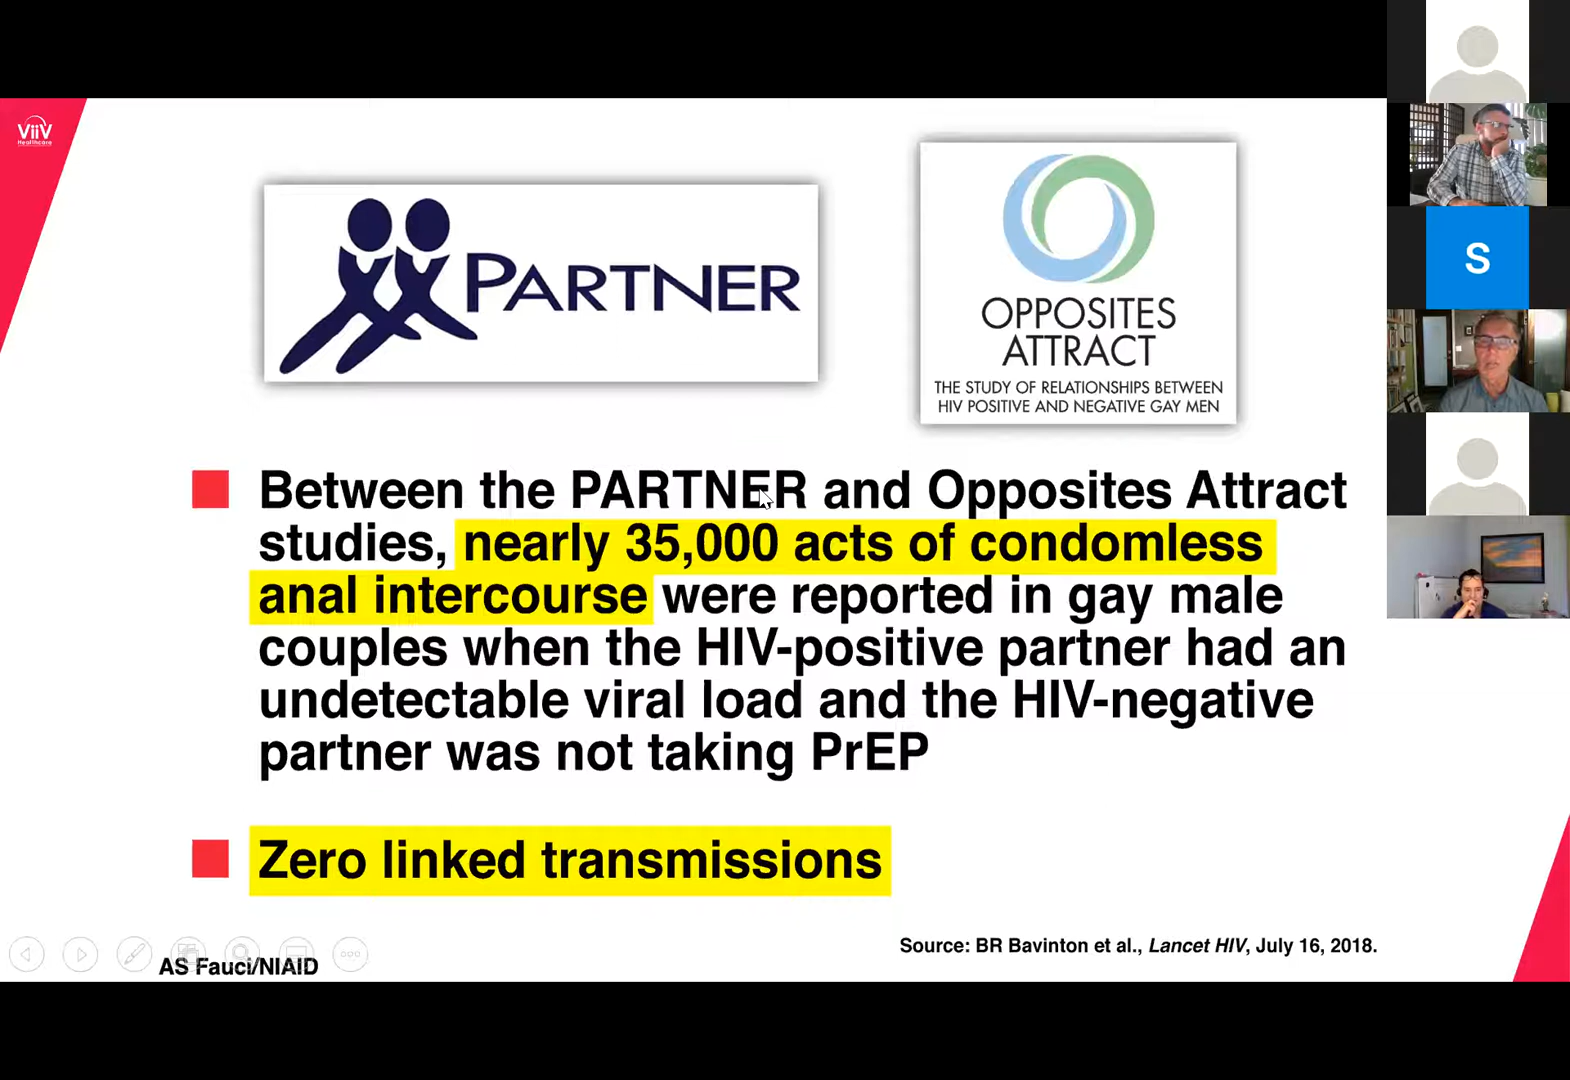 ViiV
Healthcare
PARTNER
OPPOSITES
ATTRACT
THE STUDY OF RELATIONSHIPS BETWEEN
HIV POSITIVE AND NEGATIVE GAY MEN
S
Between the PARTNER and Opposites Attract
studies, nearly 35,000 acts of condomless
anal intercourse were reported in gay male
couples when the HIV-positive partner had an
undetectable viral load and the HIV-negative
partner was not taking PrEP
Zero linked transmissions
Source: BR Bavinton et al., Lancet HIV, July 16, 2018.
AS Fauci/NIAID